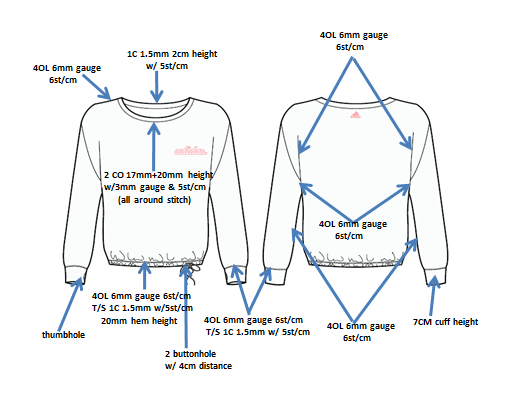 1C 1.5mm 2cm height
w/ 5st/cm
4OL 6mm gauge
6st/cm
4OL 6mm gauge
6st/cm
2 CO 17mm+20mm height
w/3mm gauge & 5st/cm
(all around stitch)
4OL 6mm gauge
6st/cm
4OL 6mm gauge 6st/cm
T/S 1C 1.5mm w/5st/cm
20mm hem height
4OL 6mm gauge 6st/cm
T/S 1C 1.5mm w/ 5st/cm
4OL 6mm gauge
6st/cm
7CM cuff height
thumbhole
2 buttonhole
w/ 4cm distance